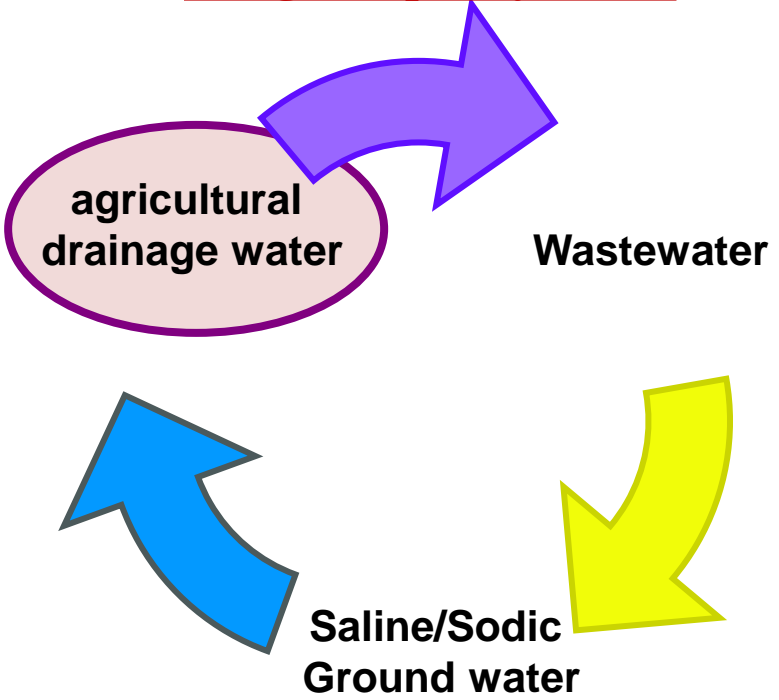 agricultural
drainage water
Wastewater
Saline/Sodic
Ground water